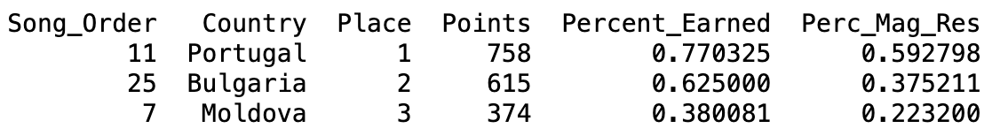 Song_Order Country Place Points Percent_Earned Perc_Mag_Res
11 Portugal 1 758 0.770325 0.592798
25 Bulgaria 2 615 0.625000 0.375211
7 Moldova 3 374 0.380081 0.223200